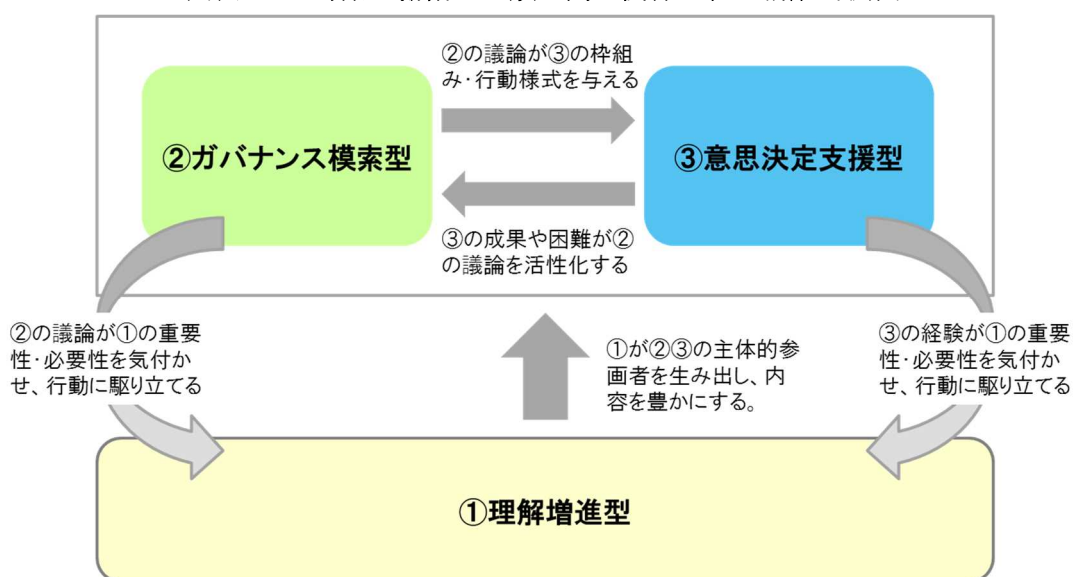 ②の議論が③の枠組
み・行動様式を与える
②ガバナンス模索型
③意思決定支援型
③の成果や困難が②
の議論を活性化する
②の議論が①の重要
性・必要性を気付か
せ、行動に駆り立てる
①が②③の主体的参
画者を生み出し、内
容を豊かにする。
③の経験が①の重要
性・必要性を気付か
せ、行動に駆り立てる
①理解増進型